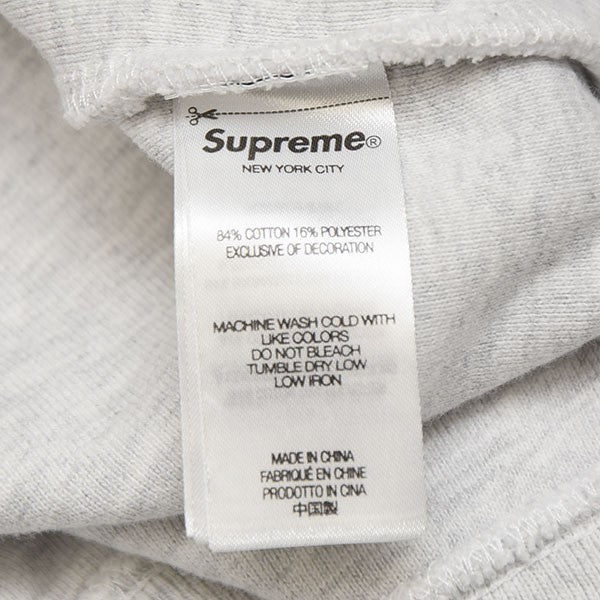 Supreme®
NEW YORK CITY
84% COTTON 16% POLYESTER
EXCLUSIVE OF DECORATION
MACHINE WASH COLD WITH
LIKE COLORS
DO NOT BLEACH
TUMBLE DRY LOW
LOW IRON
MADE IN CHINA
FABRIQUÉ EN CHINE
PRODOTTO IN CINA
中国製